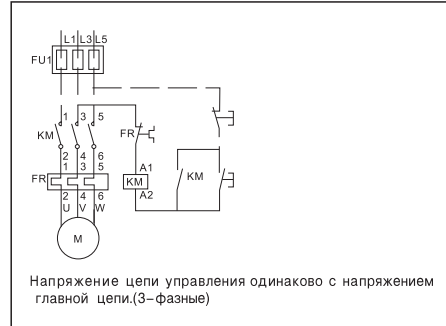 L1 L3 L5
FU1
1 3 5
KM
FR
2 4 6
1 3 5
A1
FR
KM
KM
A2
2 4 6
U V W
M
Напряжение цепи управления одинаково с напряжением
главной цепи.(3-фазные)